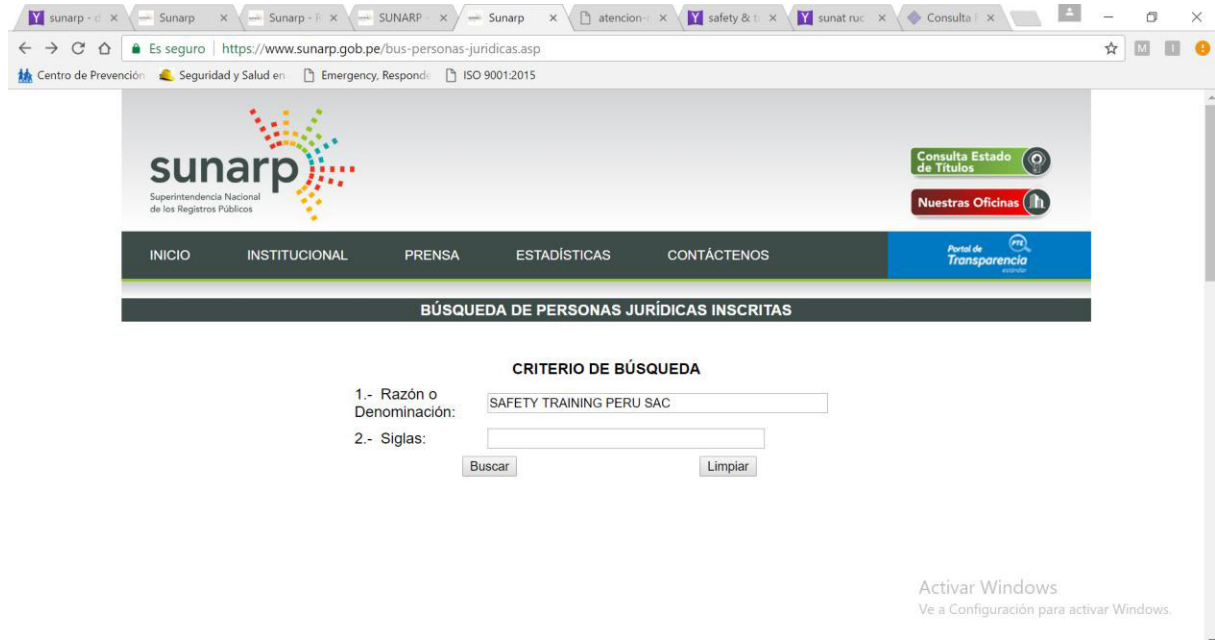 sunarp - d
Sunarp
Sunarp - F
SUNARP -
Sunarp
atencion-
safety & t
sunat ruc
Consulta
Es seguro
https://www.sunarp.gob.pe/bus-personas-juridicas.asp
M
I
Centro de Prevención
Seguridad y Salud en
Emergency, Responde
ISO 9001:2015
sunarp
Superintendencia Nacional
de los Registros Públicos
Consulta Estado
de Títulos
Nuestras Oficinas
INICIO INSTITUCIONAL PRENSA ESTADÍSTICAS CONTÁCTENOS
Portal de PTE
Transparencia
estándar
BÚSQUEDA DE PERSONAS JURÍDICAS INSCRITAS
CRITERIO DE BÚSQUEDA
1.- Razón o
Denominación:
SAFETY TRAINING PERU SAC
2.- Siglas:
Buscar Limpiar
Activar Windows
Ve a Configuración para activar Windows.